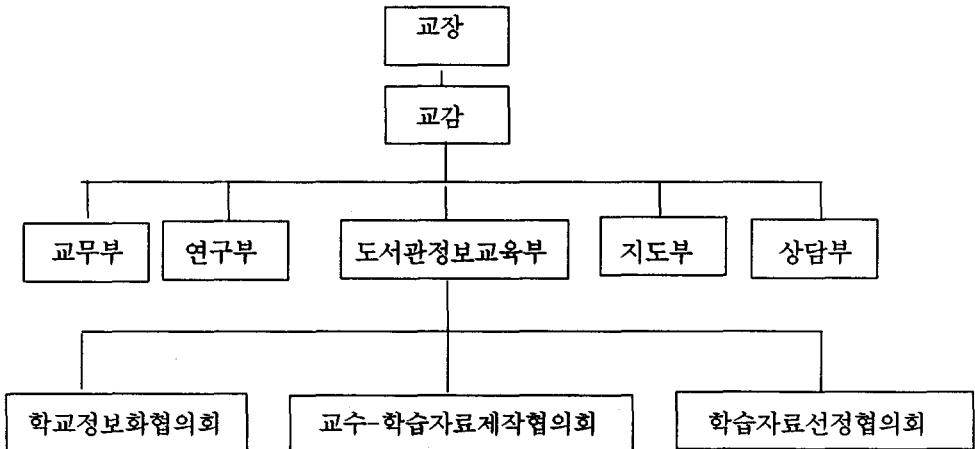 교장
교감
교무부 연구부 도서관정보교육부 지도부 상담부
학교정보화협의회 교수-학습자료제작협의회 학습자료선정협의회